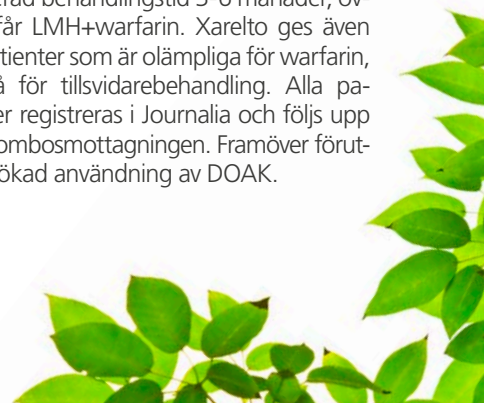 behandlingstid 3–6 månader, öv-
får LMH+warfarin. Xarelto ges även
tienter som är olämpliga för warfarin,
för tillsvidarebehandling. Alla pa-
er registreras i Journalia och följs upp
ombosmottagningen. Framöver förut-
ökad användning av DOAK.